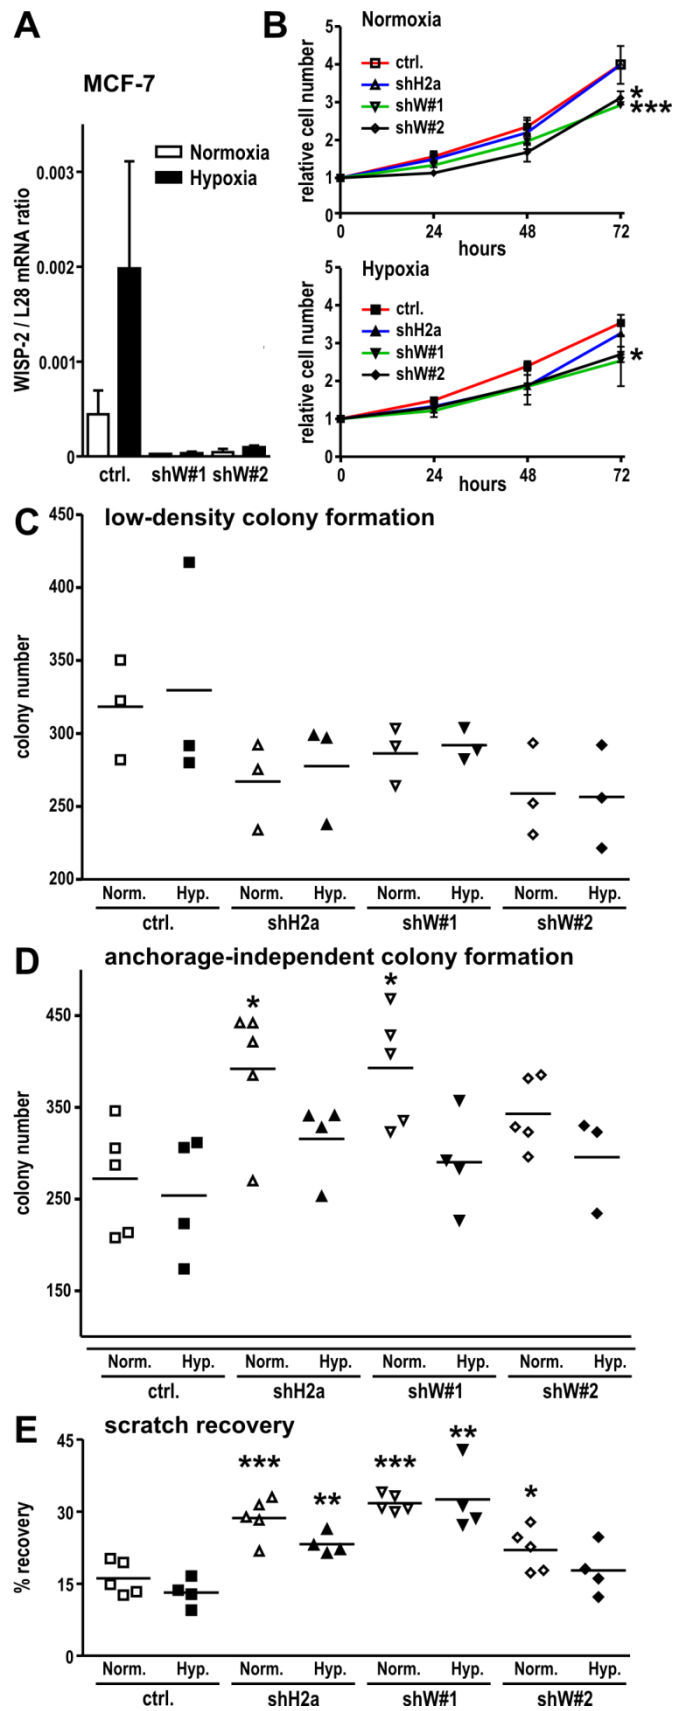 A
MCF-7
WISP-2 / L28 mRNA ratio
0.003
0.002
0.001
0
Normoxia
Hypoxia
ctrl. shW#1 shW#2
B
Normoxia
relative cell number
5
4
3
2
1
0
ctrl.
shH2a
shW#1
shW#2
*
***
0 24 48 72
hours
Hypoxia
relative cell number
5
4
3
2
1
0
ctrl.
shH2a
shW#1
shW#2
*
0 24 48 72
hours
C low-density colony formation
colony number
450
400
350
300
250
200
Norm. Hyp. Norm. Hyp. Norm. Hyp. Norm. Hyp.
ctrl. shH2a shW#1 shW#2
D anchorage-independent colony formation
colony number
* *
450
350
250
150
Norm. Hyp. Norm. Hyp. Norm. Hyp. Norm. Hyp.
ctrl. shH2a shW#1 shW#2
E scratch recovery
% recovery
*** ** *** ** *
45
30
15
0
Norm. Hyp. Norm. Hyp. Norm. Hyp. Norm. Hyp.
ctrl. shH2a shW#1 shW#2